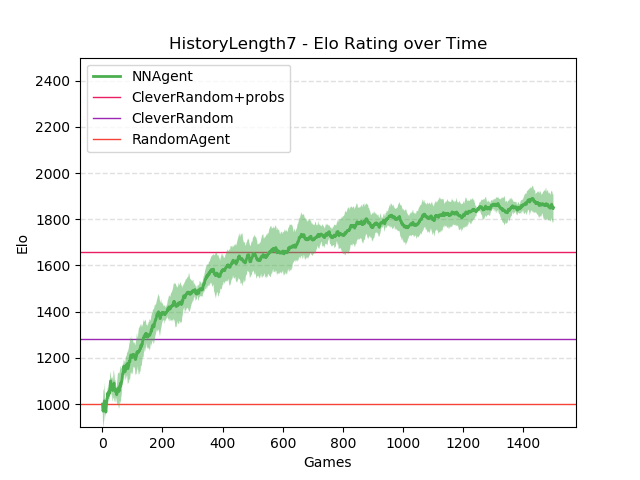 HistoryLength7 - Elo Rating over Time
NNAgent
CleverRandom+probs
CleverRandom
RandomAgent
2400
2200
2000
1800
1600
1400
1200
1000
Elo
0 200 400 600 800 1000 1200 1400
Games